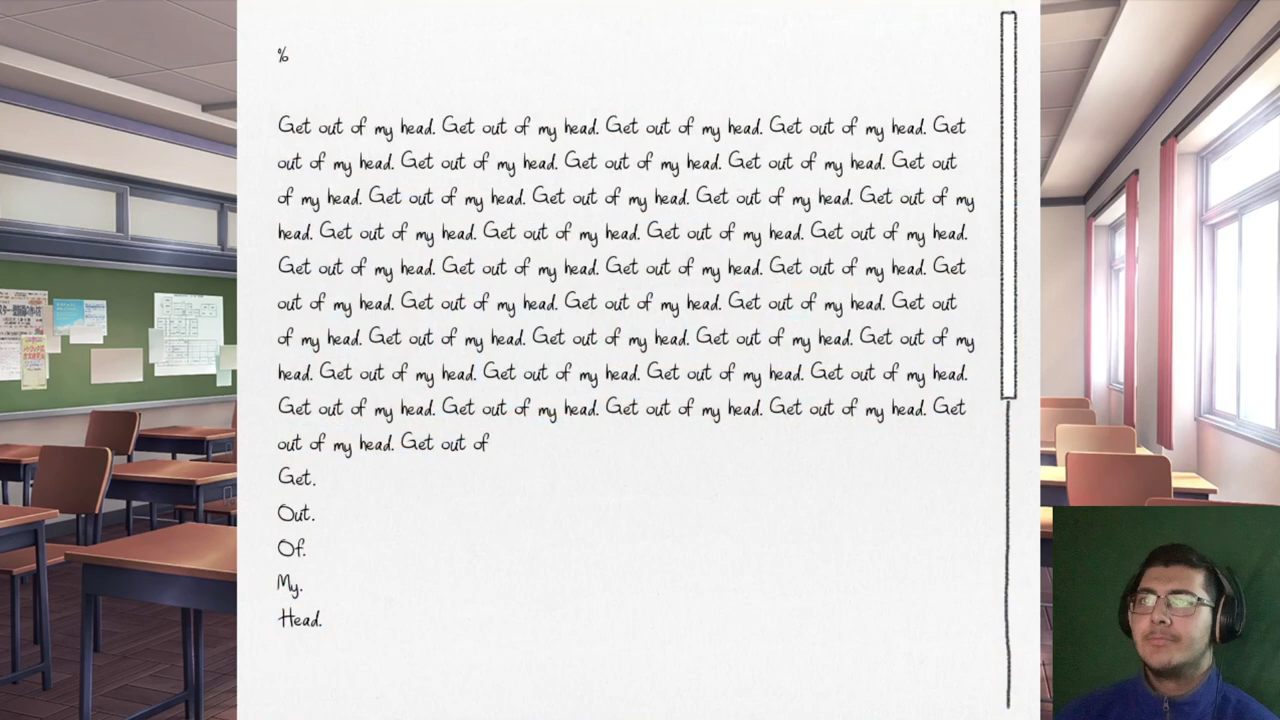 %
Get out of my head. Get out of my head. Get out of my head. Get out of my head. Get
out of my head. Get out of my head. Get out of my head. Get out of my head. Get out
of my head. Get out of my head. Get out of my head. Get out of my head. Get out of my
head. Get out of my head. Get out of my head. Get out of my head. Get out of my head.
Get out of my head. Get out of my head. Get out of my head. Get out of my head. Get
out of my head. Get out of my head. Get out of my head. Get out of my head. Get out
of my head. Get out of my head. Get out of my head. Get out of my head. Get out of my
head. Get out of my head. Get out of my head. Get out of my head. Get out of my head.
Get out of my head. Get out of my head. Get out of my head. Get out of my head. Get
out of my head. Get out of
Get.
Out.
Of.
My.
Head.